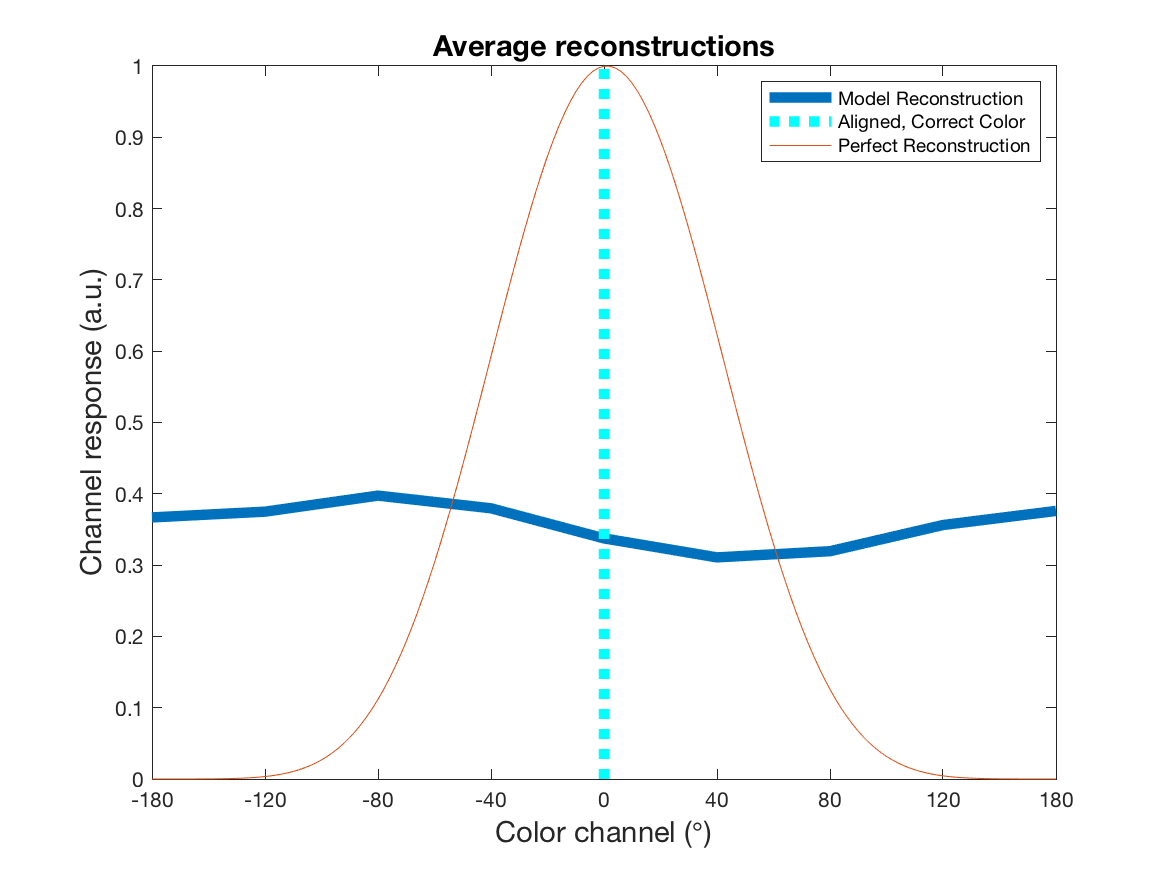 Average reconstructions
Model Reconstruction
Aligned, Correct Color
Perfect Reconstruction
Channel response (a.u.)
1
0.9
0.8
0.7
0.6
0.5
0.4
0.3
0.2
0.1
0
-180 -120 -80 -40 0 40 80 120 180
Color channel (°)